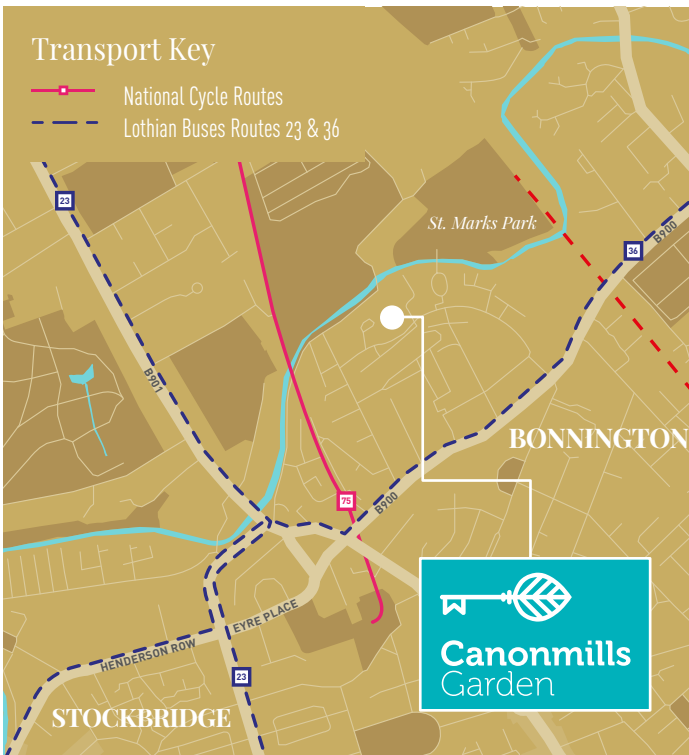 Transport Key
National Cycle Routes
Lothian Buses Routes 23 & 36
23
St. Marks Park
36
B900
B901
BONNINGTON
75
B900
EYRE PLACE
HENDERSON ROW
Canonmills
Garden
23
STOCKBRIDGE